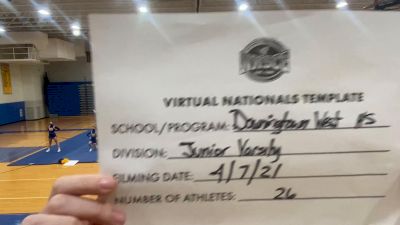 VIRTUAL NATIONALS TEMPLATE
SCHOOL/PROGRAM: Downingtown West HS
DIVISION: Junior Varsity
FILMING DATE: 4/7/21
NUMBER OF ATHLETES: 26